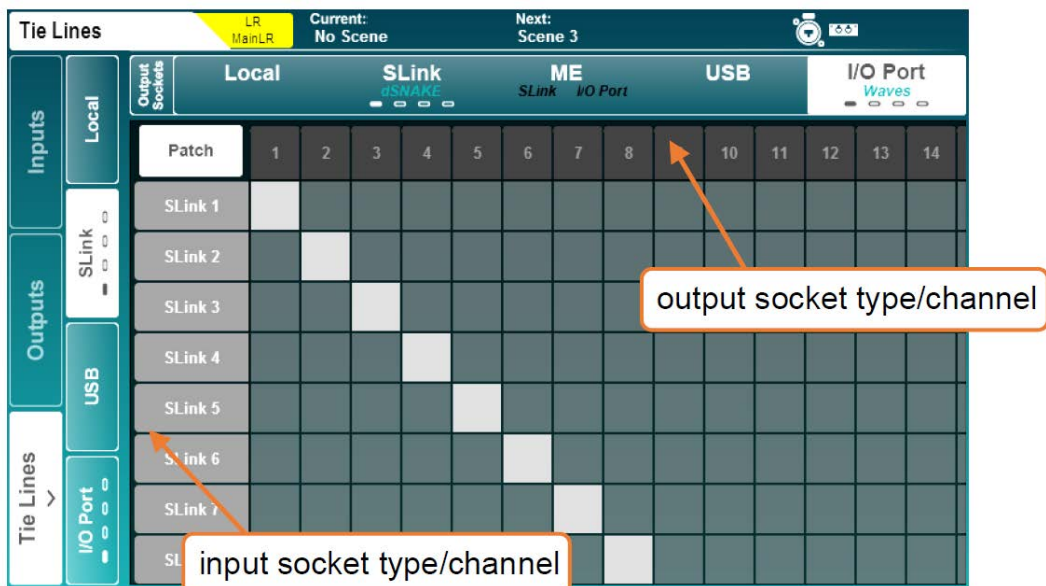 Tie Lines
LR
MainLR
Current:
No Scene
Next:
Scene 3
Inputs
Outputs
Tie Lines
Local
SLink
USB
I/O Port
Output
Sockets
Local
SLink
dSNAKE
ME
SLink I/O Port
USB
I/O Port
Waves
Patch 1 2 3 4 5 6 7 8 10 11 12 13 14
SLink 1
SLink 2
SLink 3
SLink 4
SLink 5
SLink 6
SLink 7
output socket type/channel
input socket type/channel